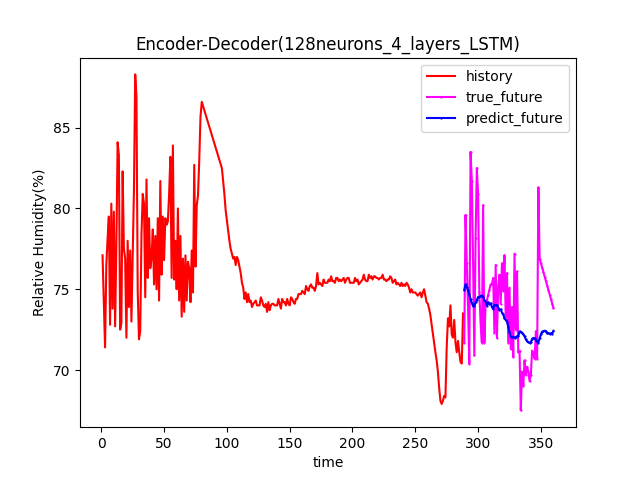 Encoder-Decoder(128neurons_4_layers_LSTM)
history
true_future
predict_future
Relative Humidity(%)
85
80
75
70
0 50 100 150 200 250 300 350
time